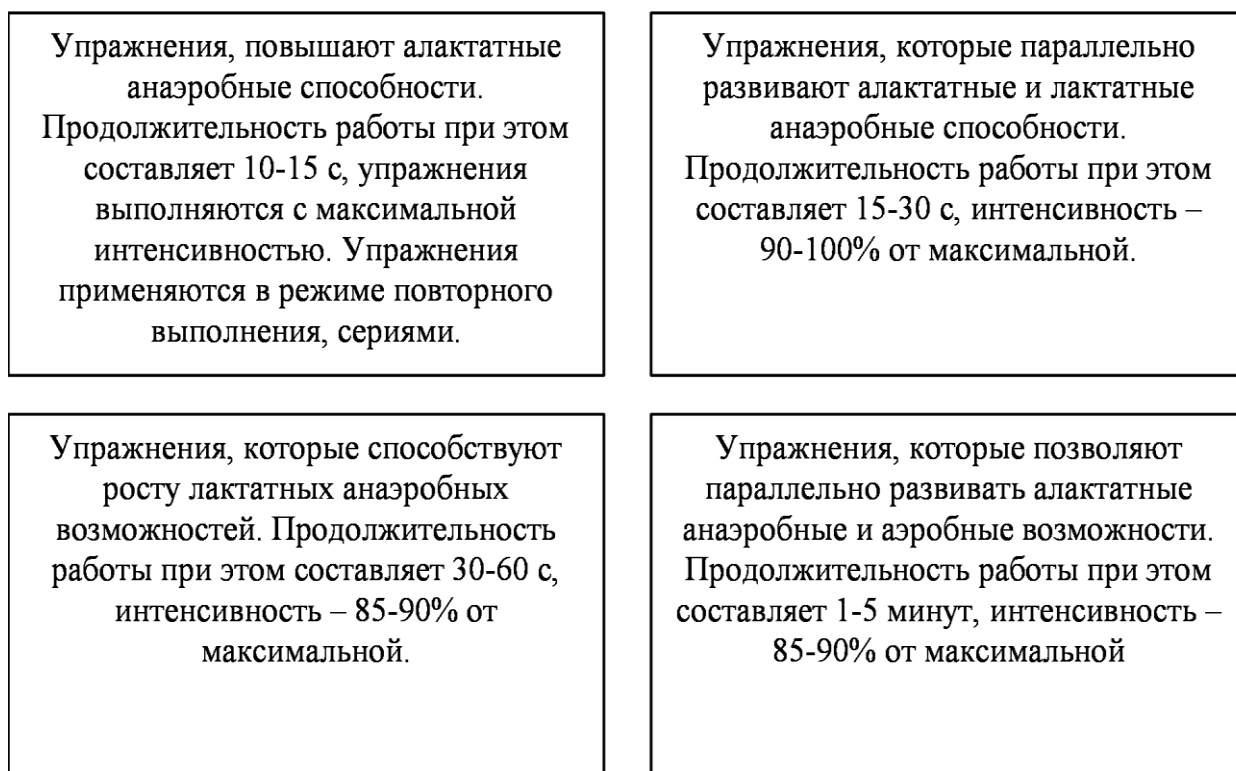 Упражнения, повышают алактатные
анаэробные способности.
Продолжительность работы при этом
составляет 10-15 с, упражнения
выполняются с максимальной
интенсивностью. Упражнения
применяются в режиме повторного
выполнения, сериями.
Упражнения, которые параллельно
развивают алактатные и лактатные
анаэробные способности.
Продолжительность работы при этом
составляет 15-30 с, интенсивность –
90-100% от максимальной.
Упражнения, которые способствуют
росту лактатных анаэробных
возможностей. Продолжительность
работы при этом составляет 30-60 с,
интенсивность – 85-90% от
максимальной.
Упражнения, которые позволяют
параллельно развивать алактатные
анаэробные и аэробные возможности.
Продолжительность работы при этом
составляет 1-5 минут, интенсивность –
85-90% от максимальной